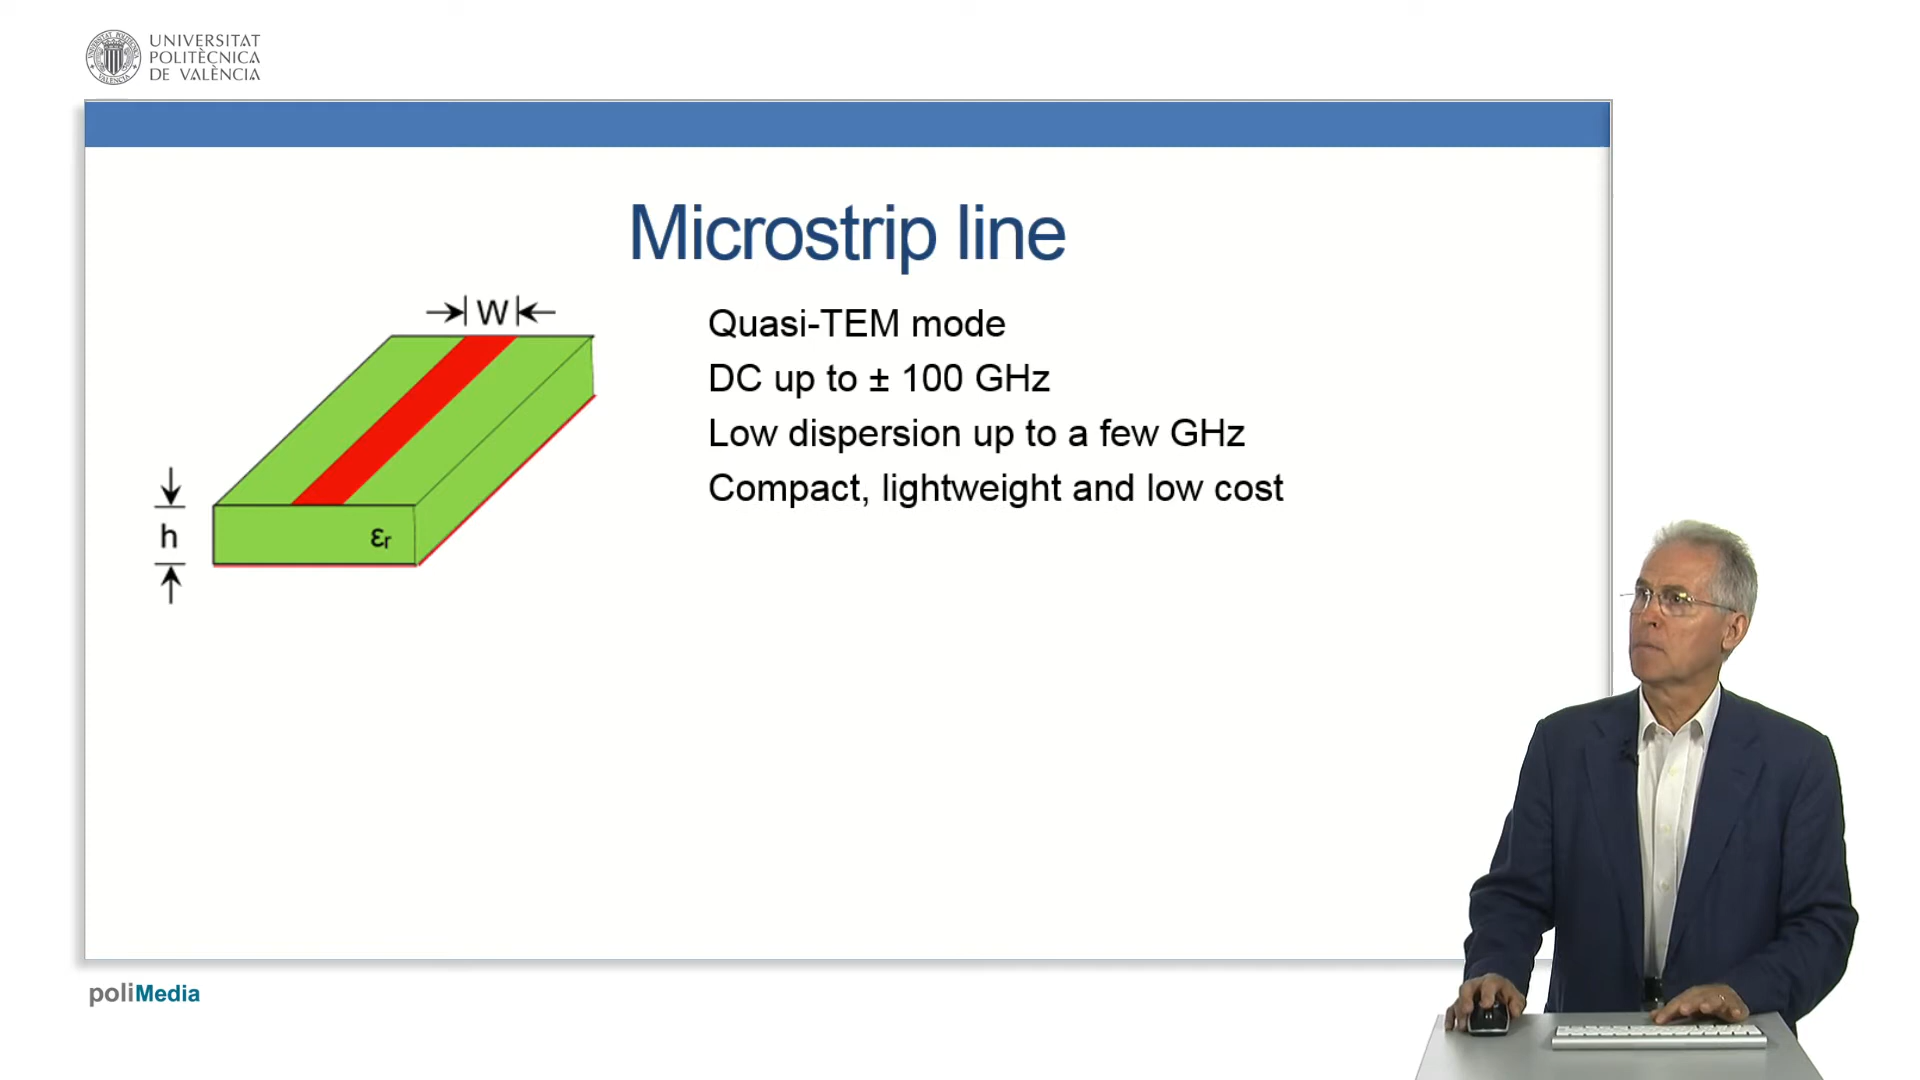 UNIVERSITAT
POLITÈCNICA
DE VALÈNCIA
Microstrip line
W
h
εr
Quasi-TEM mode
DC up to ± 100 GHz
Low dispersion up to a few GHz
Compact, lightweight and low cost
poliMedia